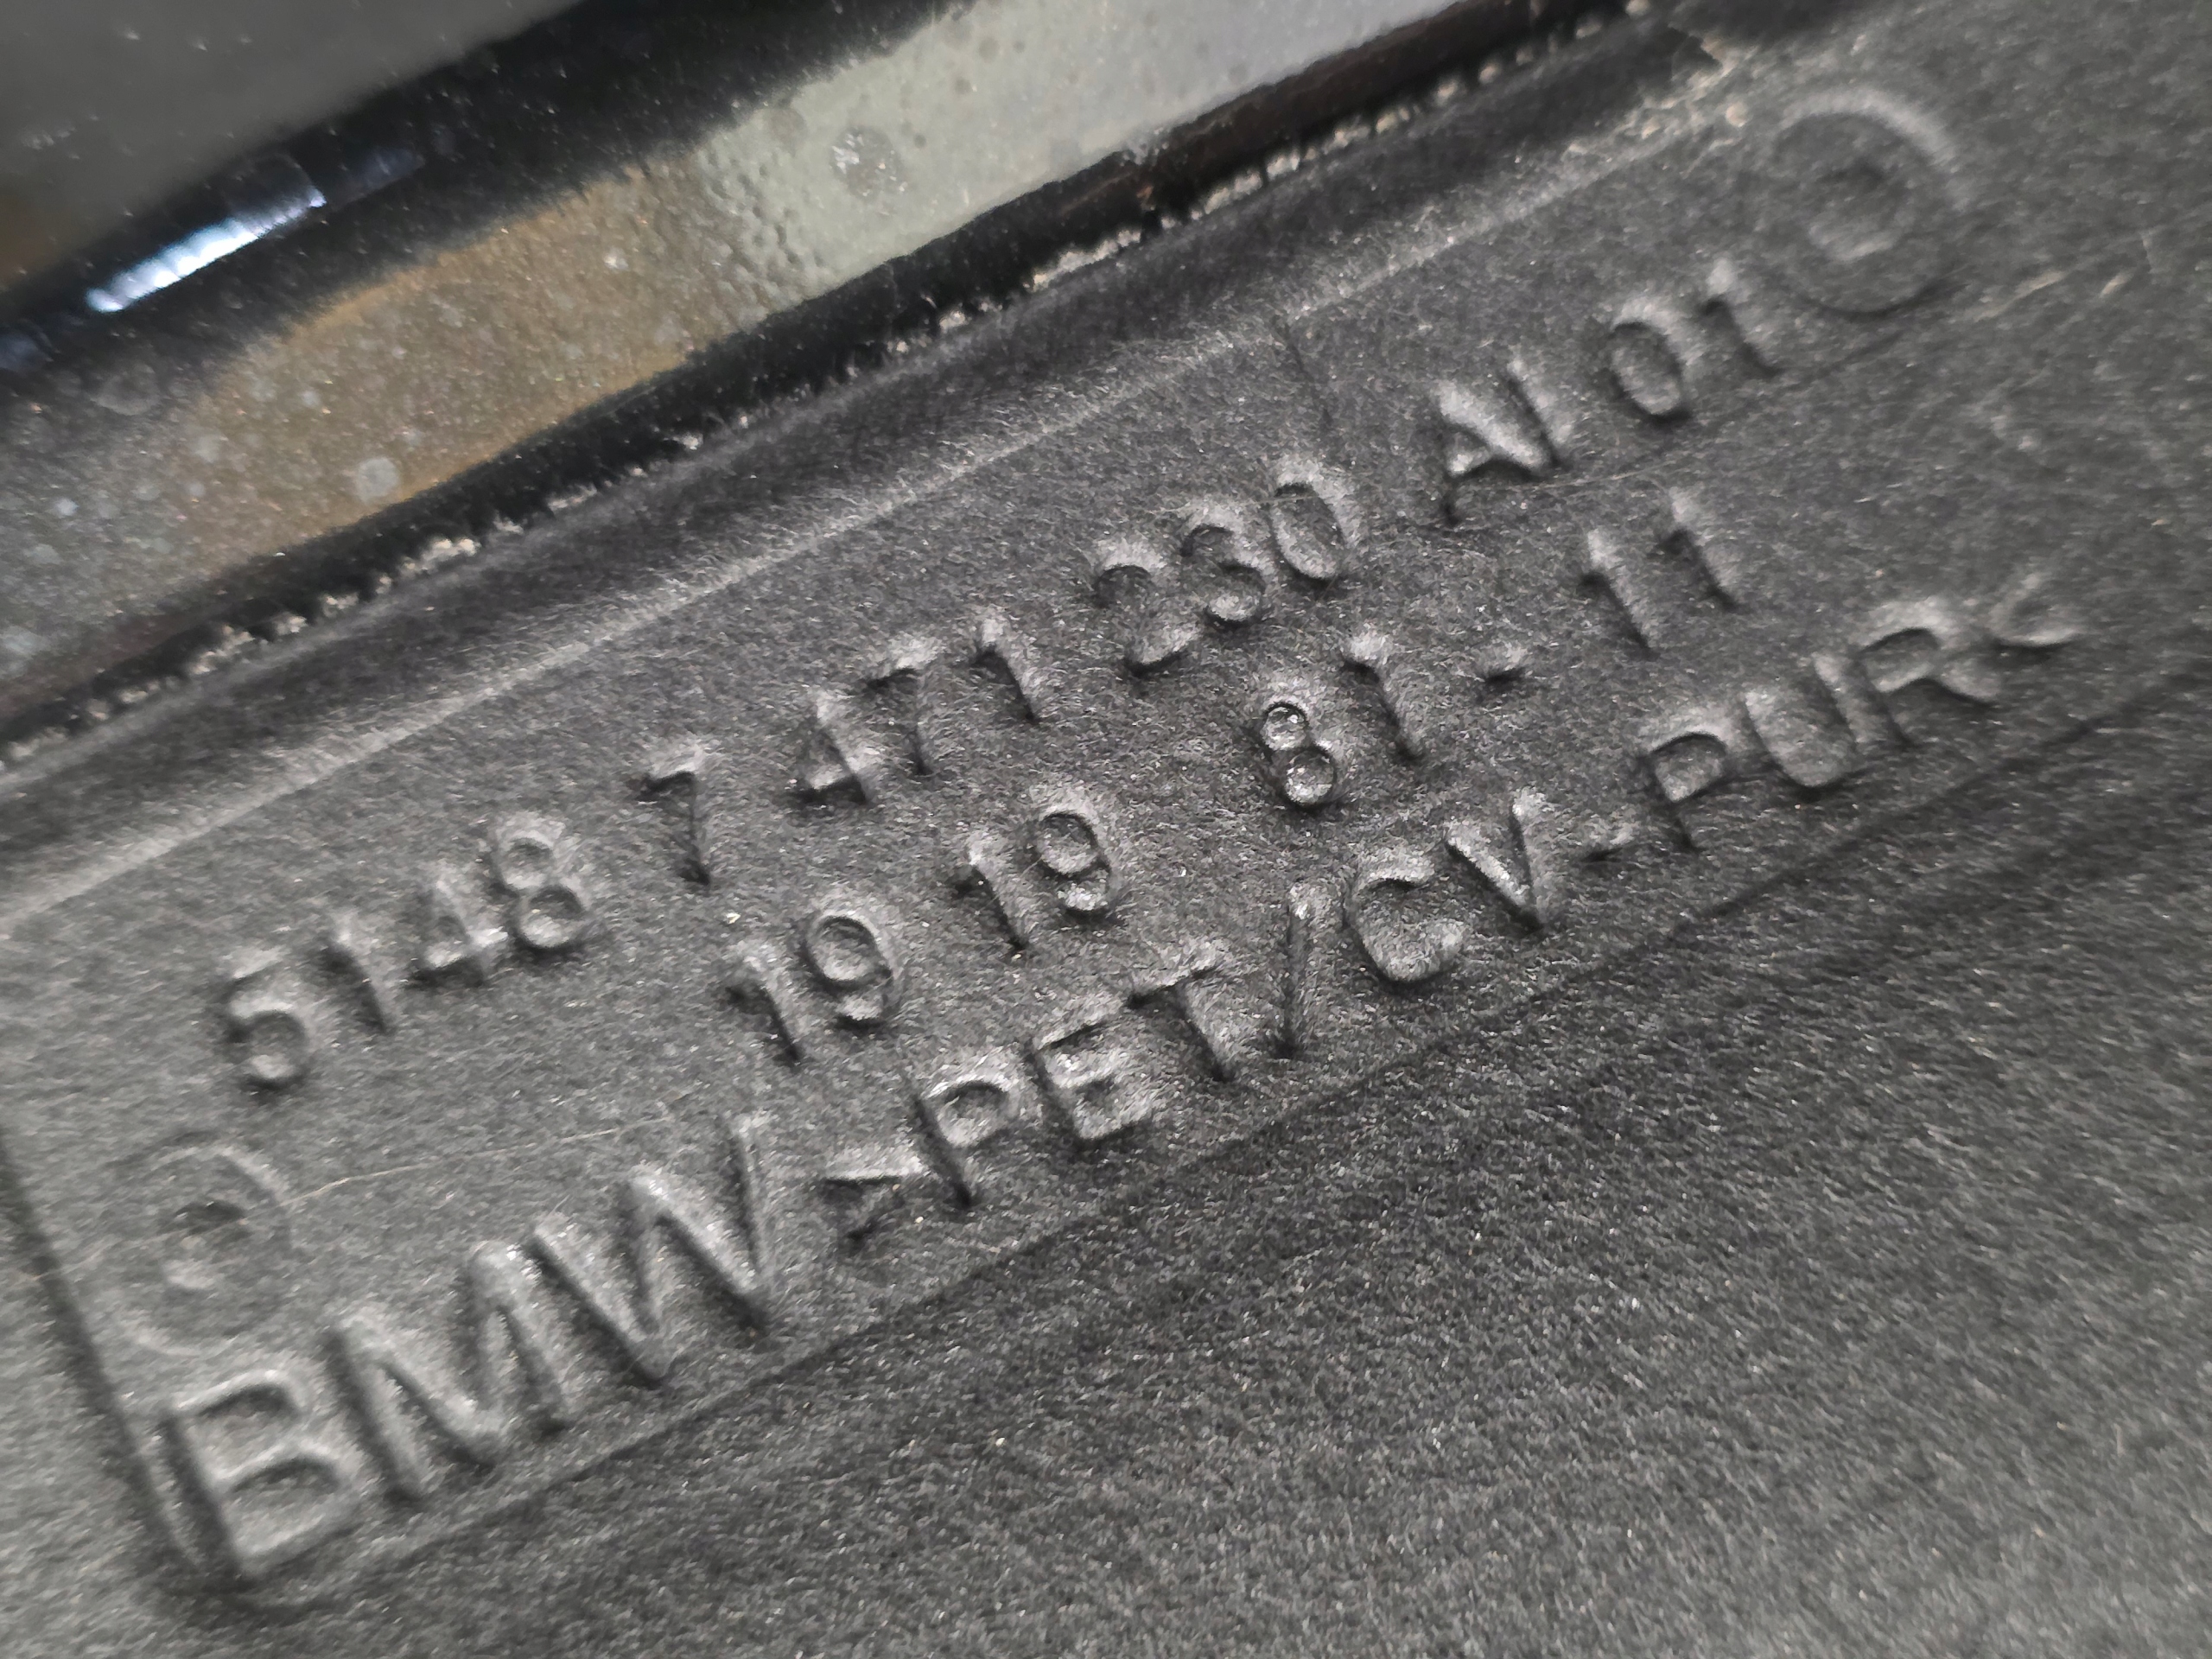 5148 7 471 230 AI 01
19 19 81 - 11
BMW >PET/CV-PUR<